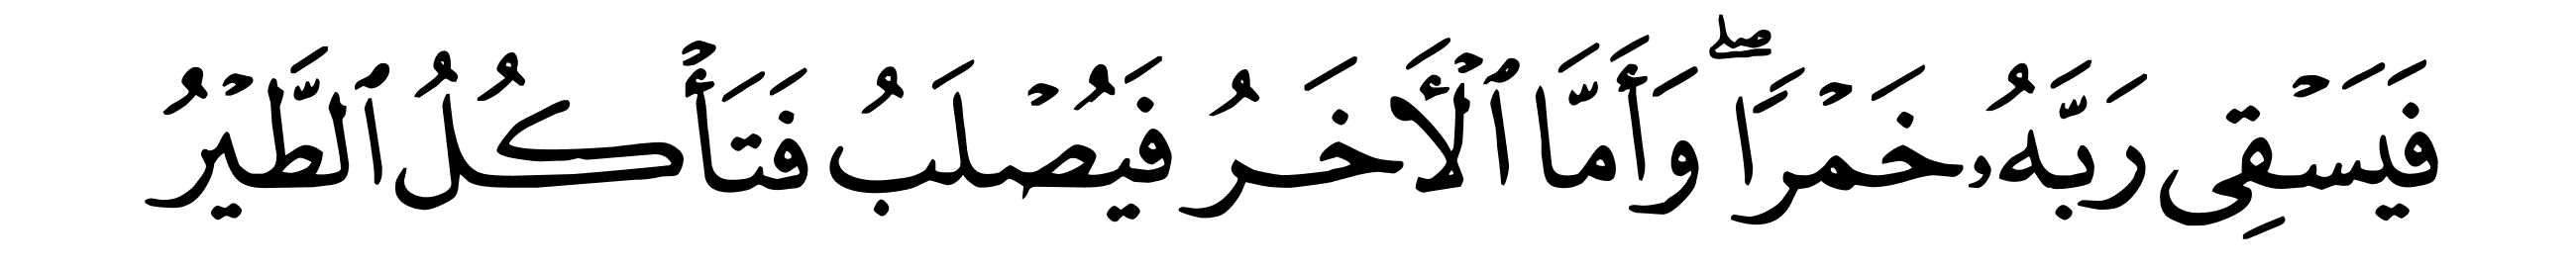 فَيَسْقِى رَبَّهُۥ خَمْرًاۖ وَأَمَّا ٱلْأَخَرُ فَيُصْلَبُ فَتَأَْكُلُ ٱلطَّيْرُ